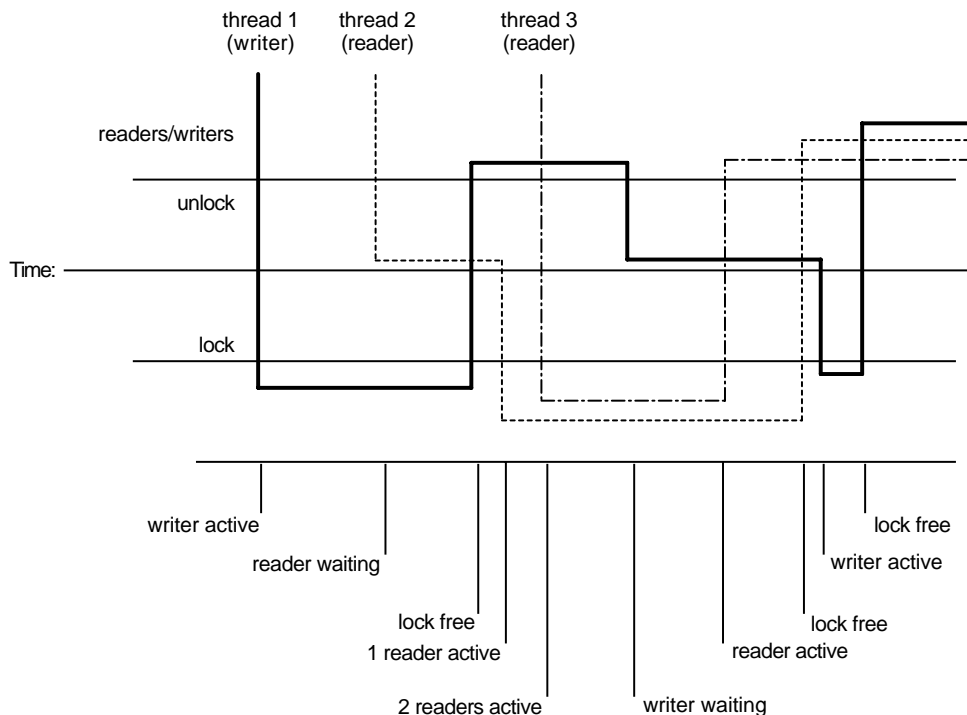 thread 1
(writer)
thread 2
(reader)
thread 3
(reader)
readers/writers
unlock
Time:
lock
writer active
lock free
reader waiting
writer active
lock free
lock free
1 reader active
reader active
2 readers active
writer waiting